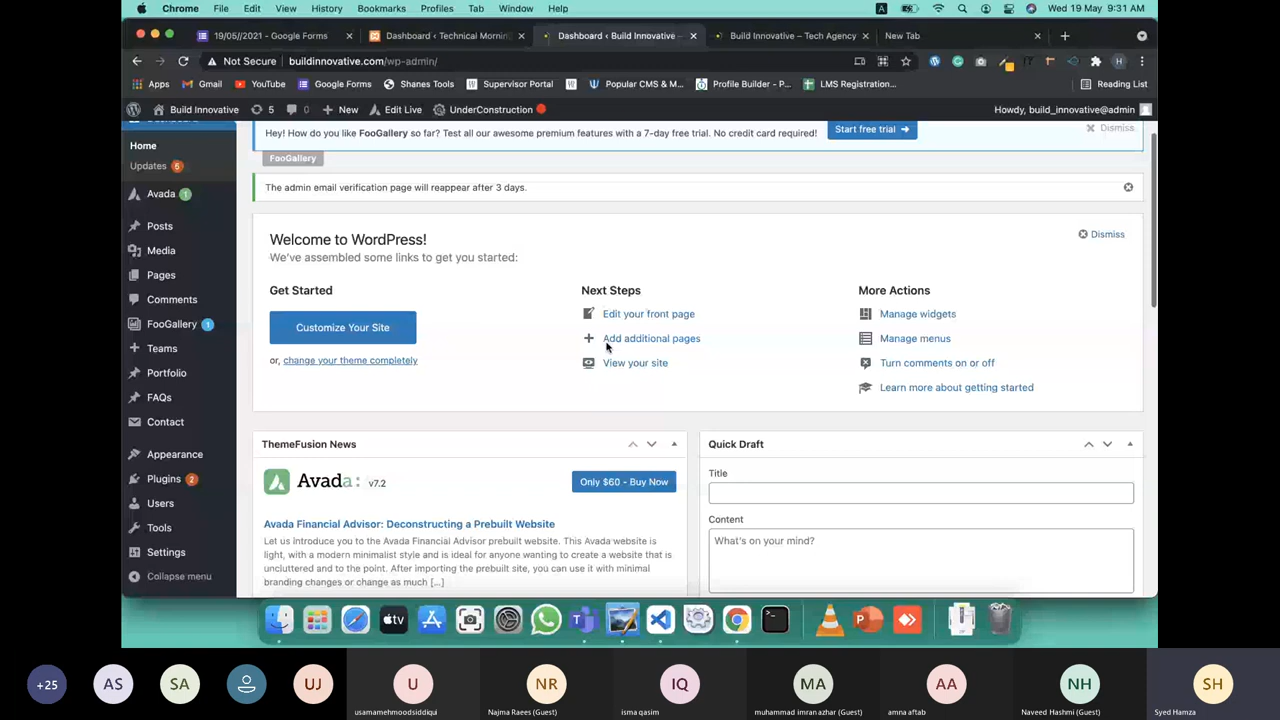 Chrome File Edit View History Bookmarks Profiles Tab Window Help A Wed 19 May 9:31 AM
19/05//2021 - Google Forms Dashboard ‹ Technical Morning Dashboard ‹ Build Innovative – Build Innovative – Tech Agency New Tab
Not Secure buildinnovative.com/wp-admin/ H
Apps Gmail YouTube Google Forms Shanes Tools Supervisor Portal Popular CMS & M... Profile Builder - P... LMS Registration... Reading List
Build Innovative 5 0 New Edit Live UnderConstruction Howdy, build_innovative@admin
Hey! How do you like FooGallery so far? Test all our awesome premium features with a 7-day free trial. No credit card required! Start free trial → Dismiss
FooGallery
The admin email verification page will reappear after 3 days.
Home
Updates 5
Avada 1
Posts
Media
Pages
Comments
FooGallery 1
Teams
Portfolio
FAQs
Contact
Appearance
Plugins 2
Users
Tools
Settings
Collapse menu
Welcome to WordPress!
We've assembled some links to get you started:
Dismiss
Get Started
Customize Your Site
or, change your theme completely
Next Steps
Edit your front page
Add additional pages
View your site
More Actions
Manage widgets
Manage menus
Turn comments on or off
Learn more about getting started
ThemeFusion News
Avada: v7.2 Only $60 - Buy Now
Avada Financial Advisor: Deconstructing a Prebuilt Website
Let us introduce you to the Avada Financial Advisor prebuilt website. This Avada website is
light, with a modern minimalist style and is ideal for anyone wanting to create a website that is
uncluttered and to the point. After importing the prebuilt site, you can use it with minimal
branding changes or change as much [...]
Quick Draft
Title
Content
What's on your mind?
tv
+25 AS SA UJ U NR IQ MA AA NH SH
usamamehmoodsiddiqui Najma Raees (Guest) isma qasim muhammad imran azhar (Guest) amna aftab Naveed Hashmi (Guest) Syed Hamza